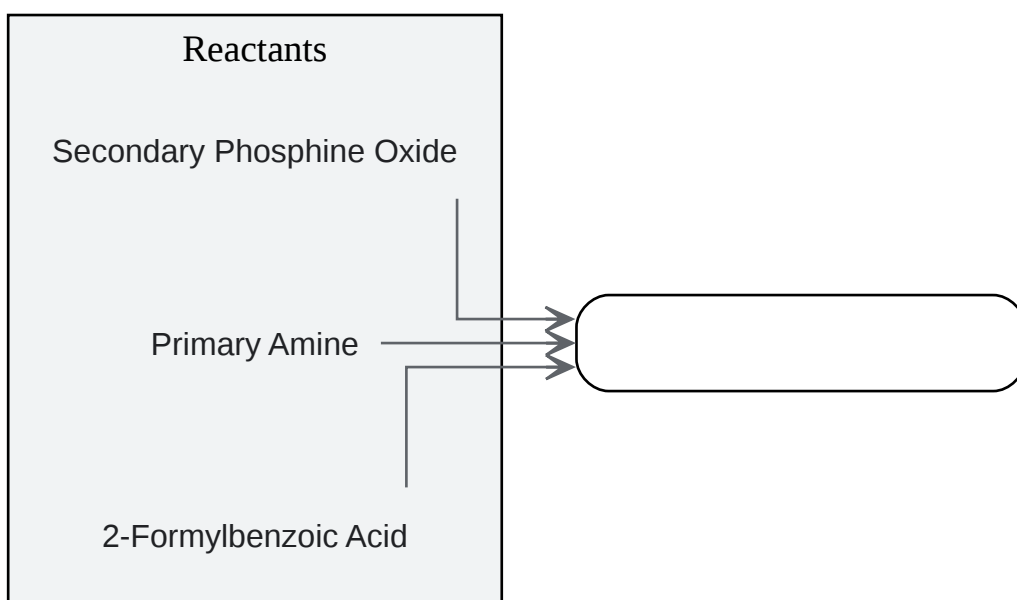 Reactants
Secondary Phosphine Oxide
Primary Amine
2-Formylbenzoic Acid